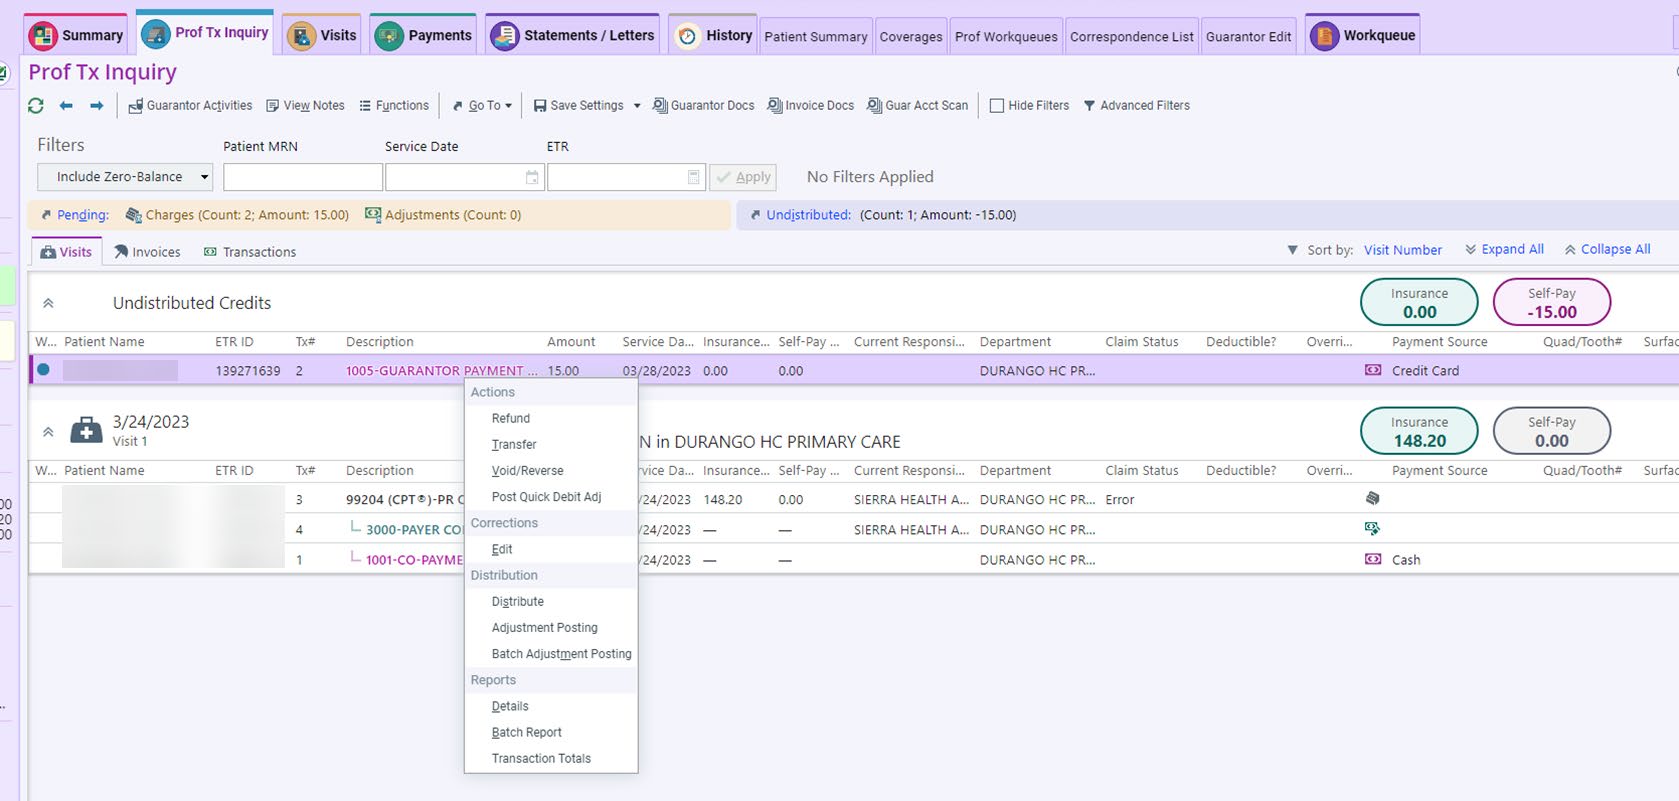 Summary Prof Tx Inquiry Visits Payments Statements / Letters History Patient Summary Coverages Prof Workqueues Correspondence List Guarantor Edit Workqueue
Prof Tx Inquiry
Guarantor Activities View Notes Functions Go To Save Settings Guarantor Docs Invoice Docs Guar Acct Scan Hide Filters Advanced Filters
Filters Patient MRN Service Date ETR
Include Zero-Balance Apply No Filters Applied
Pending: Charges (Count: 2; Amount: 15.00) Adjustments (Count: 0) Undistributed: (Count: 1; Amount: -15.00)
Visits Invoices Transactions Sort by: Visit Number Expand All Collapse All
Undistributed Credits Insurance 0.00 Self-Pay -15.00
W... Patient Name ETR ID Tx# Description Amount Service Da... Insurance... Self-Pay ... Current Responsi... Department Claim Status Deductible? Overri... Payment Source Quad/Tooth# Surfac
139271639 2 1005-GUARANTOR PAYMENT ... 15.00 03/28/2023 0.00 0.00 DURANGO HC PR... Credit Card
Actions
Refund
Transfer
Void/Reverse
Post Quick Debit Adj
Corrections
Edit
Distribution
Distribute
Adjustment Posting
Batch Adjustment Posting
Reports
Details
Batch Report
Transaction Totals
3/24/2023
Visit 1
N in DURANGO HC PRIMARY CARE Insurance 148.20 Self-Pay 0.00
W... Patient Name ETR ID Tx# Description rvice Da... Insurance... Self-Pay ... Current Responsi... Department Claim Status Deductible? Overri... Payment Source Quad/Tooth# Surfac
3 99204 (CPT®)-PR /24/2023 148.20 0.00 SIERRA HEALTH A... DURANGO HC PR... Error
4 3000-PAYER CO /24/2023 — — SIERRA HEALTH A... DURANGO HC PR...
1 1001-CO-PAYME /24/2023 — — DURANGO HC PR... Cash
00
20
00